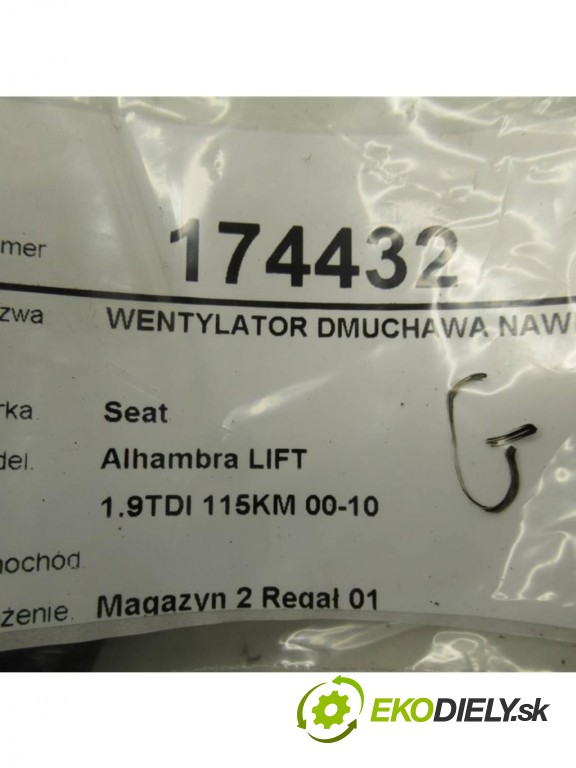 mer 174432
zwa WENTYLATOR DMUCHAWA NAW
rka. Seat
del. Alhambra LIFT
1.9TDI 115KM 00-10
nochód.
żenie. Magazyn 2 Regał 01
G
EKODIELY.sk